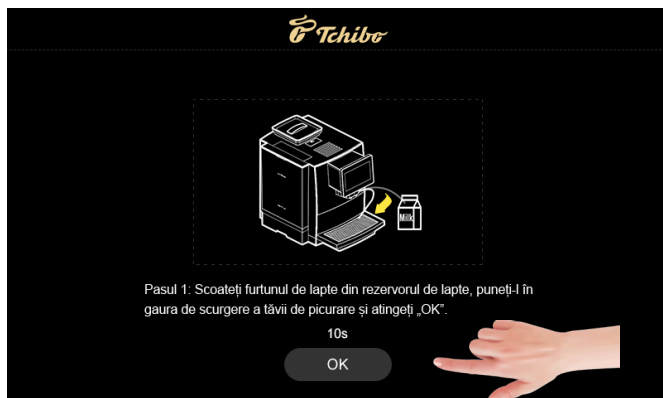 Tchibo
Milk
Pasul 1: Scoateți furtunul de lapte din rezervorul de lapte, puneți-l în
gaura de scurgere a tăvii de picurare și atingeți „OK”.
10s
OK